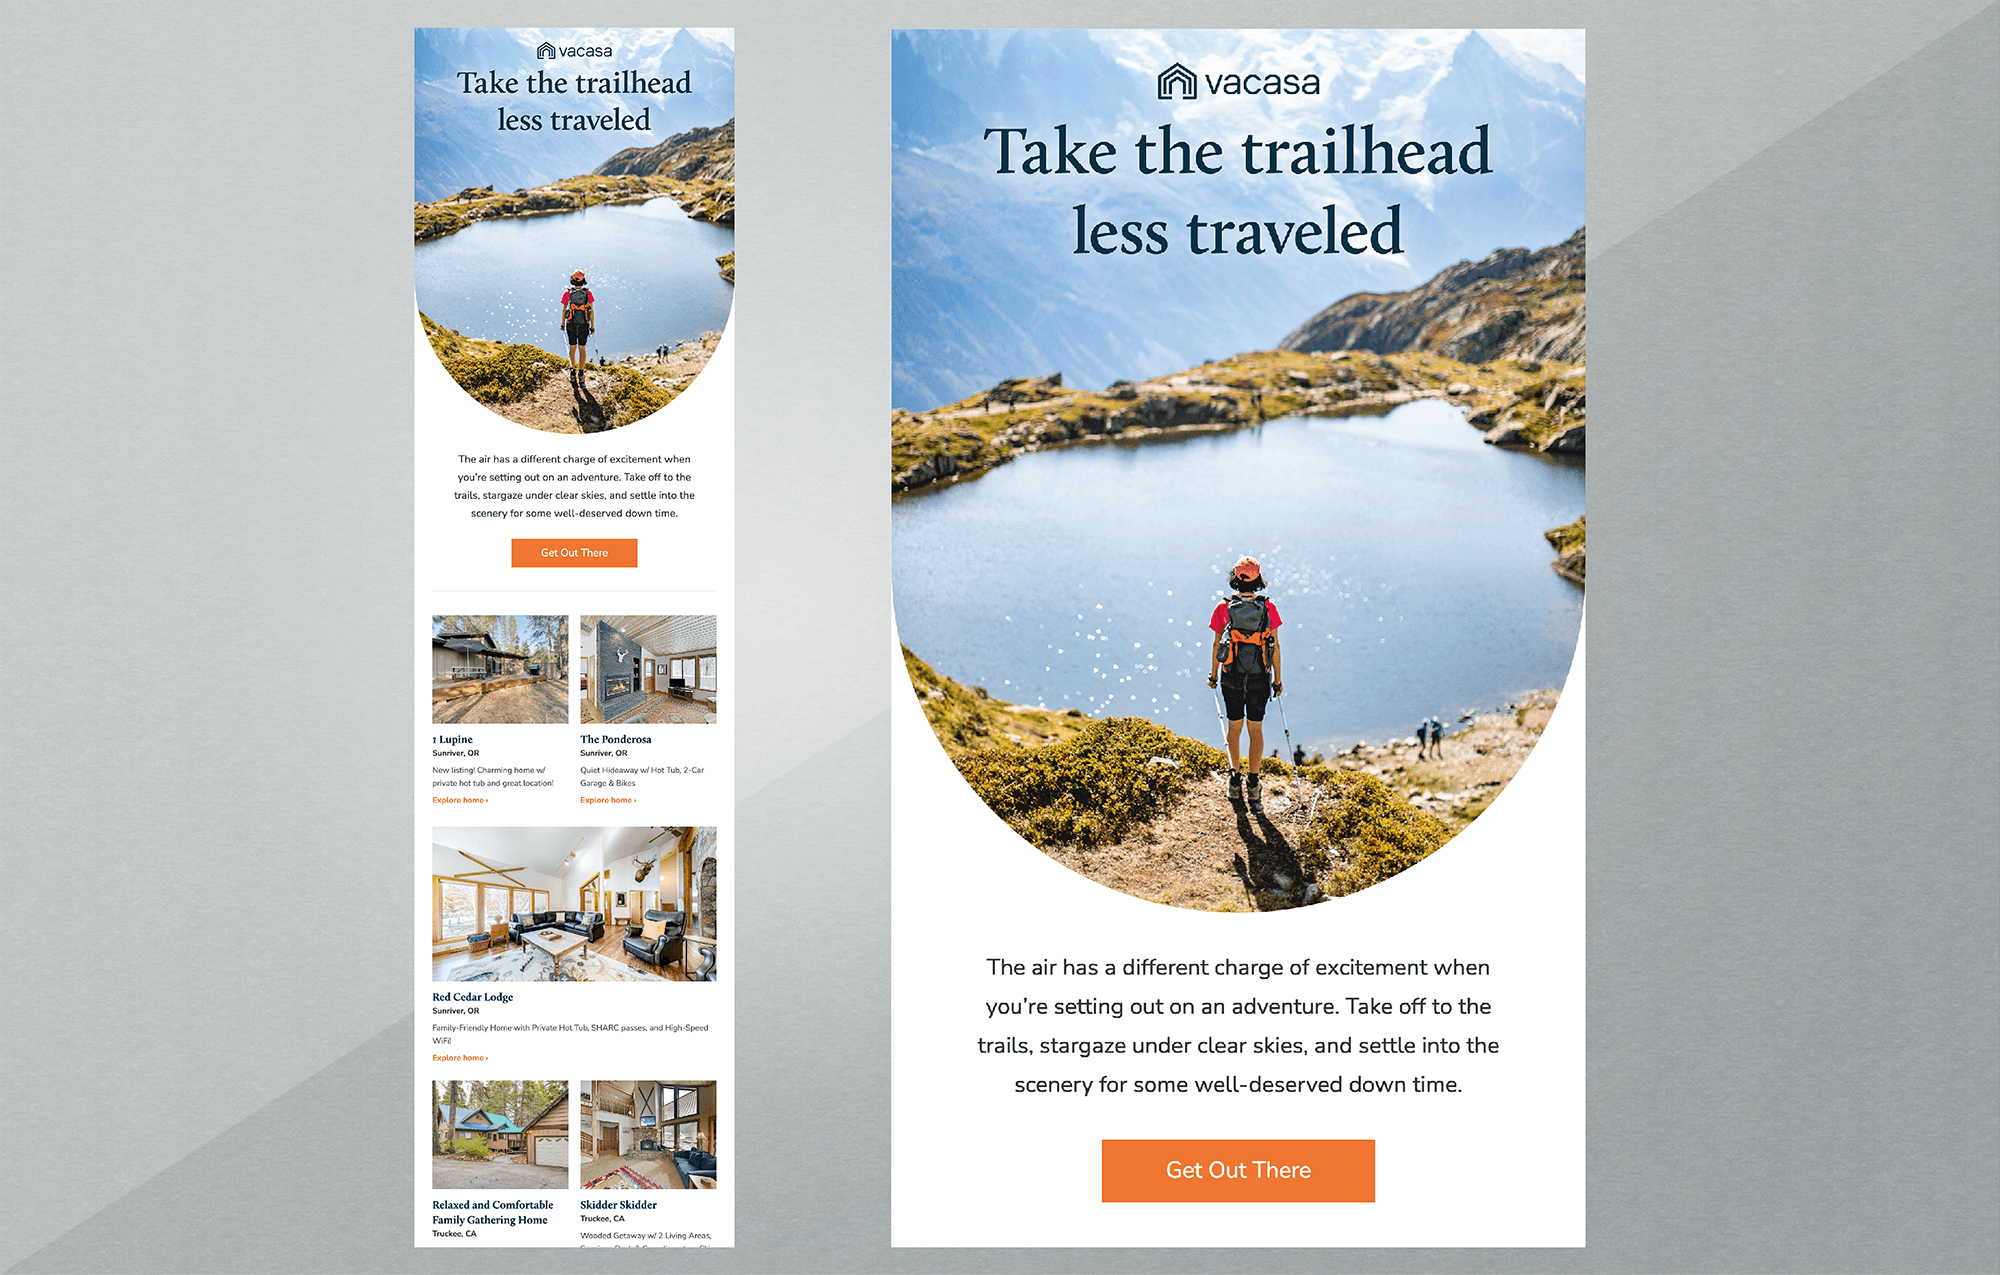 vacasa
Take the trailhead
less traveled
The air has a different charge of excitement when
you're setting out on an adventure. Take off to the
trails, stargaze under clear skies, and settle into the
scenery for some well-deserved down time.
Get Out There
1 Lupine
Sunriver, OR
New listing! Charming home w/
private hot tub and great location!
Explore home ›
The Ponderosa
Sunriver, OR
Quiet Hideaway w/ Hot Tub, 2-Car
Garage & Bikes
Explore home ›
Red Cedar Lodge
Sunriver, OR
Family-Friendly Home with Private Hot Tub, SHARC passes, and High-Speed
WiFi!
Explore home ›
Relaxed and Comfortable
Family Gathering Home
Truckee, CA
Skidder Skidder
Truckee, CA
Wooded Getaway w/ 2 Living Areas,
vacasa
Take the trailhead
less traveled
The air has a different charge of excitement when
you're setting out on an adventure. Take off to the
trails, stargaze under clear skies, and settle into the
scenery for some well-deserved down time.
Get Out There